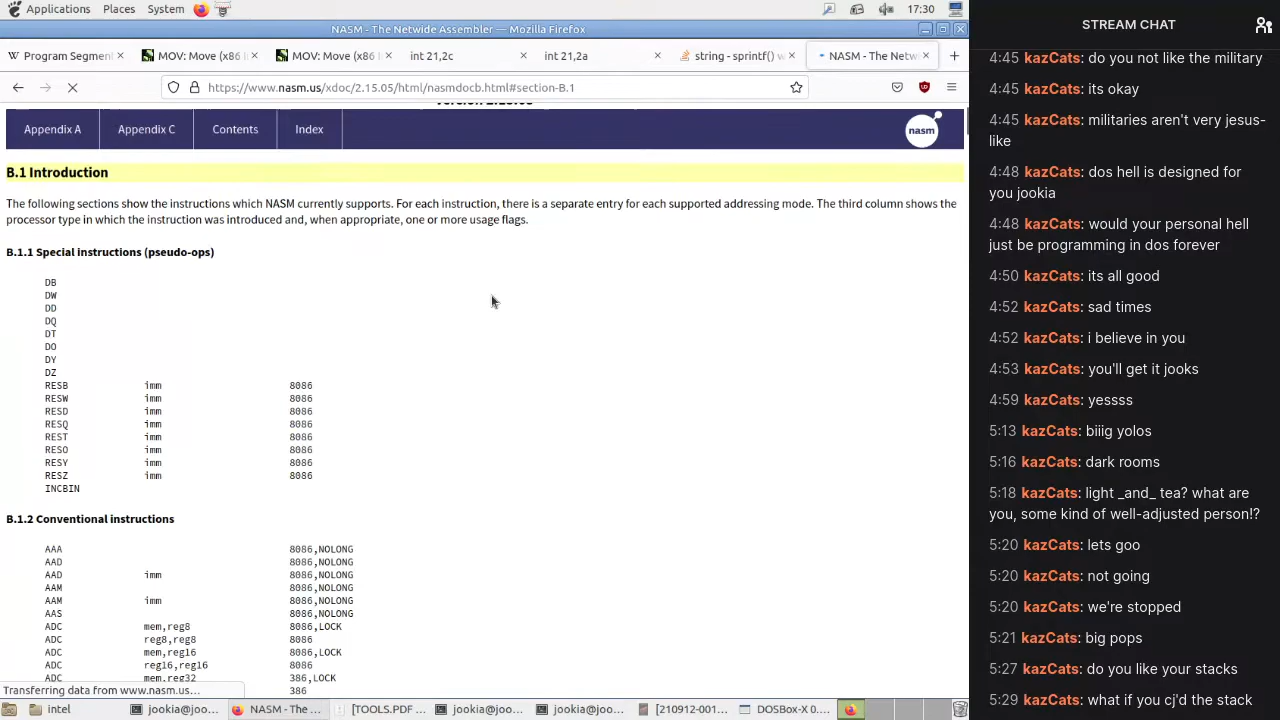 Applications Places System 17:30
NASM - The Netwide Assembler — Mozilla Firefox
Program Segmen MOV: Move (x86 I MOV: Move (x86 I int 21,2c int 21,2a string - sprintf() w NASM - The Netw
https://www.nasm.us/xdoc/2.15.05/html/nasmdocb.html#section-B.1
Appendix A Appendix C Contents Index nasm
B.1 Introduction
The following sections show the instructions which NASM currently supports. For each instruction, there is a separate entry for each supported addressing mode. The third column shows the
processor type in which the instruction was introduced and, when appropriate, one or more usage flags.
B.1.1 Special instructions (pseudo-ops)
DB
DW
DD
DQ
DT
DO
DY
DZ
RESB imm 8086
RESW imm 8086
RESD imm 8086
RESQ imm 8086
REST imm 8086
RESO imm 8086
RESY imm 8086
RESZ imm 8086
INCBIN
B.1.2 Conventional instructions
AAA 8086,NOLONG
AAD 8086,NOLONG
AAD imm 8086,NOLONG
AAM 8086,NOLONG
AAM imm 8086,NOLONG
AAS 8086,NOLONG
ADC mem,reg8 8086,LOCK
ADC reg8,reg8 8086
ADC mem,reg16 8086,LOCK
ADC reg16,reg16 8086
ADC mem,reg32 386,LOCK
386
Transferring data from www.nasm.us…
intel jookia@joo... NASM - The ... [TOOLS.PDF ... jookia@joo... jookia@joo... [210912-001... DOSBox-X 0....
STREAM CHAT
4:45 kazCats: do you not like the military
4:45 kazCats: its okay
4:45 kazCats: militaries aren't very jesus-
like
4:48 kazCats: dos hell is designed for
you jookia
4:48 kazCats: would your personal hell
just be programming in dos forever
4:50 kazCats: its all good
4:52 kazCats: sad times
4:52 kazCats: i believe in you
4:53 kazCats: you'll get it jooks
4:59 kazCats: yessss
5:13 kazCats: biiig yolos
5:16 kazCats: dark rooms
5:18 kazCats: light _and_ tea? what are
you, some kind of well-adjusted person!?
5:20 kazCats: lets goo
5:20 kazCats: not going
5:20 kazCats: we're stopped
5:21 kazCats: big pops
5:27 kazCats: do you like your stacks
5:29 kazCats: what if you cj'd the stack